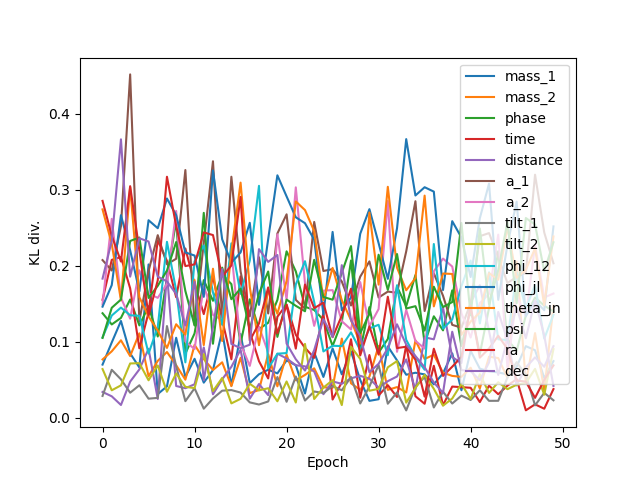 KL div.
0.4
0.3
0.2
0.1
0.0
0
10
20
30
40
50
Epoch
mass_1
mass_2
phase
time
distance
a_1
a_2
tilt_1
tilt_2
phi_12
phi_jl
theta_jn
psi
ra
dec